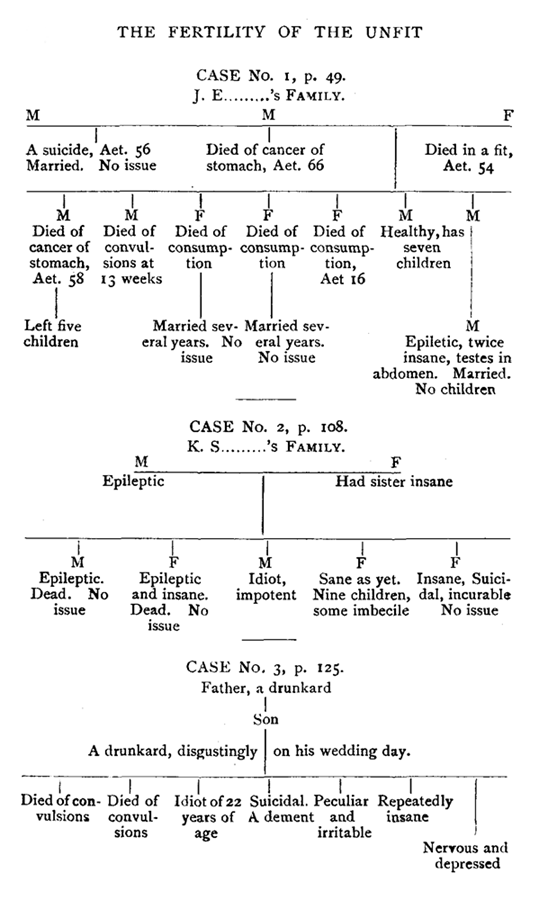 THE FERTILITY OF THE UNFIT
CASE No. 1, p. 49.
J. E.........'s FAMILY.
M M F
A suicide, Aet. 56
Married. No issue
Died of cancer of
stomach, Aet. 66
Died in a fit,
Aet. 54
M M F F F M M
Died of
cancer of
stomach,
Aet. 58
Died of
convul-
sions at
13 weeks
Died of
consump-
tion
Died of
consump-
tion
Died of
consump-
tion,
Aet 16
Healthy, has
seven
children
Left five
children
Married sev-
eral years. No
issue
Married sev-
eral years.
No issue
M
Epiletic, twice
insane, testes in
abdomen. Married.
No children
CASE No. 2, p. 108.
K. S.........'s FAMILY.
M F
Epileptic
Had sister insane
M F M F F
Epileptic.
Dead. No
issue
Epileptic
and insane.
Dead. No
issue
Idiot,
impotent
Sane as yet.
Nine children,
some imbecile
Insane, Suici-
dal, incurable
No issue
CASE No. 3, p. 125.
Father, a drunkard
Son
A drunkard, disgustingly on his wedding day.
Died of con-
vulsions
Died of
convul-
sions
Idiot of 22
years of
age
Suicidal.
A dement
Peculiar
and
irritable
Repeatedly
insane
Nervous and
depressed